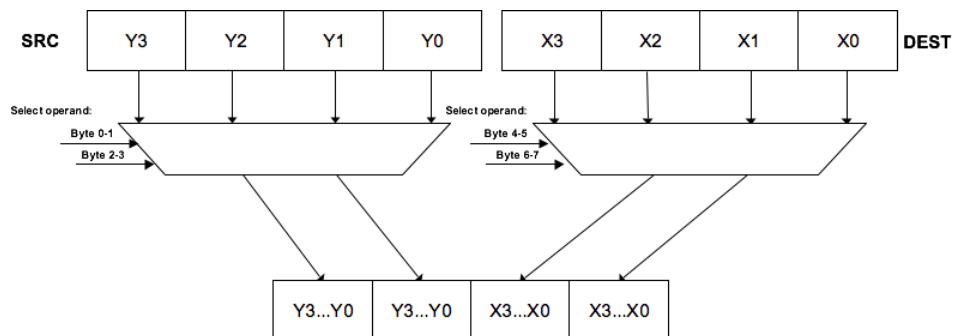 SRC Y3 Y2 Y1 Y0 X3 X2 X1 X0 DEST
Select operand: Select operand:
Byte 0-1 Byte 4-5
Byte 2-3 Byte 6-7
Y3...Y0 Y3...Y0 X3...X0 X3...X0